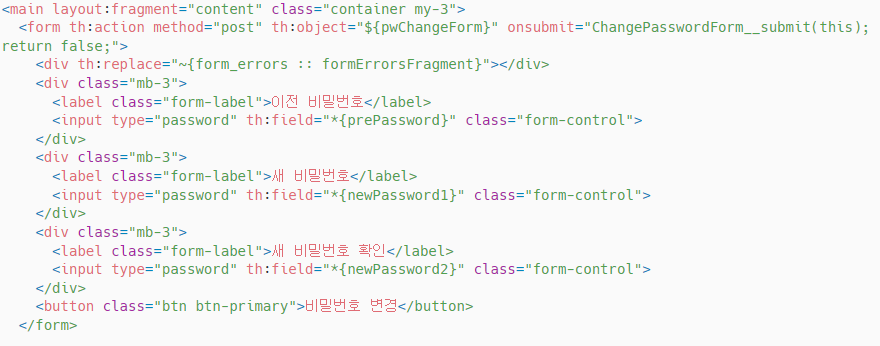 <main layout:fragment="content" class="container my-3">
  <form th:action method="post" th:object="${pwChangeForm}" onsubmit="ChangePasswordForm__submit(this);
return false;">
    <div th:replace="~{form_errors :: formErrorsFragment}"></div>
    <div class="mb-3">
      <label class="form-label">이전 비밀번호</label>
      <input type="password" th:field="*{prePassword}" class="form-control">
    </div>
    <div class="mb-3">
      <label class="form-label">새 비밀번호</label>
      <input type="password" th:field="*{newPassword1}" class="form-control">
    </div>
    <div class="mb-3">
      <label class="form-label">새 비밀번호 확인</label>
      <input type="password" th:field="*{newPassword2}" class="form-control">
    </div>
    <button class="btn btn-primary">비밀번호 변경</button>
  </form>